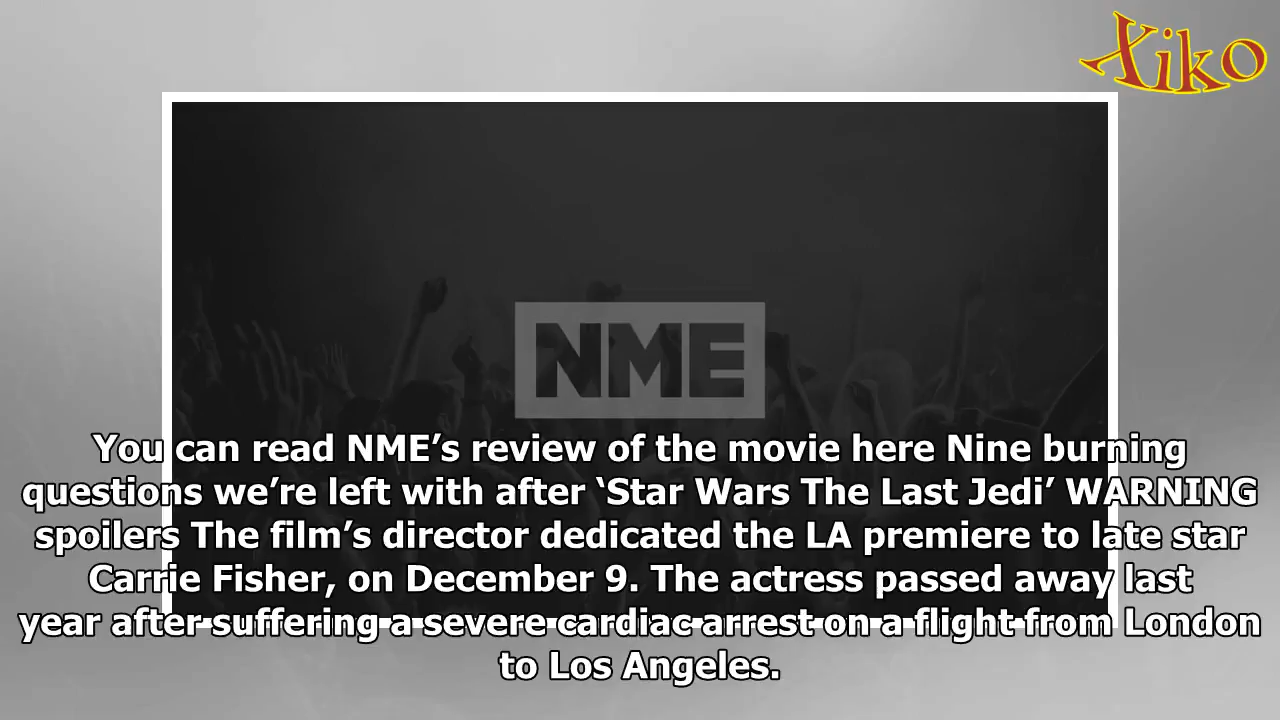 Xiko
NME
You can read NME’s review of the movie here Nine burning
questions we’re left with after ‘Star Wars The Last Jedi’ WARNING
spoilers The film’s director dedicated the LA premiere to late star
Carrie Fisher, on December 9. The actress passed away last
year after suffering a severe cardiac arrest on a flight from London
to Los Angeles.